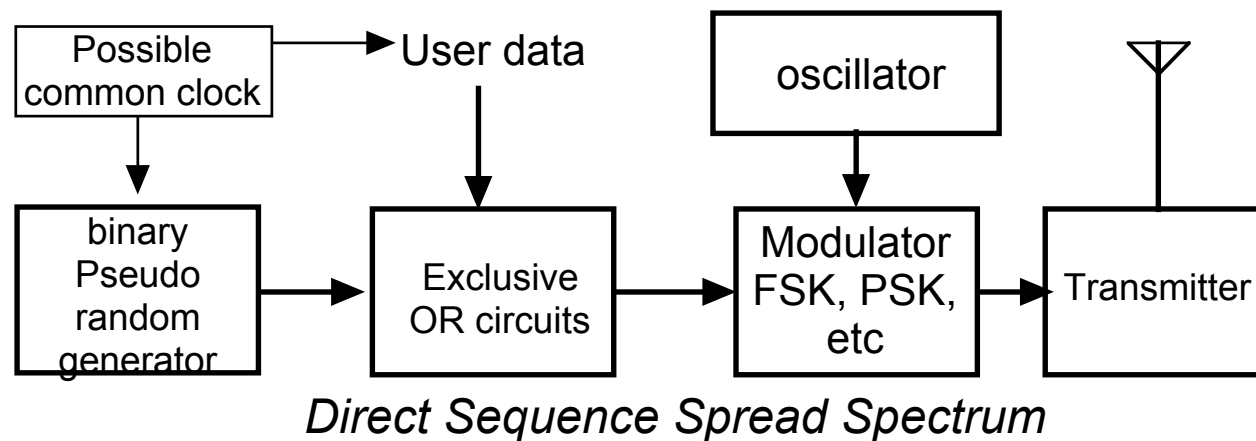 Possible
common clock
User data
oscillator
binary
Pseudo
random
generator
Exclusive
OR circuits
Modulator
FSK, PSK,
etc
Transmitter
Direct Sequence Spread Spectrum